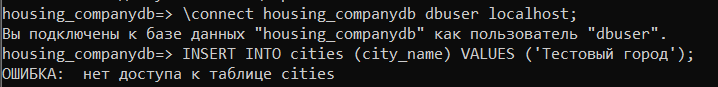 housing_companydb=> \connect housing_companydb dbuser localhost;
Вы подключены к базе данных "housing_companydb" как пользователь "dbuser".
housing_companydb=> INSERT INTO cities (city_name) VALUES ('Тестовый город');
ОШИБКА:  нет доступа к таблице cities